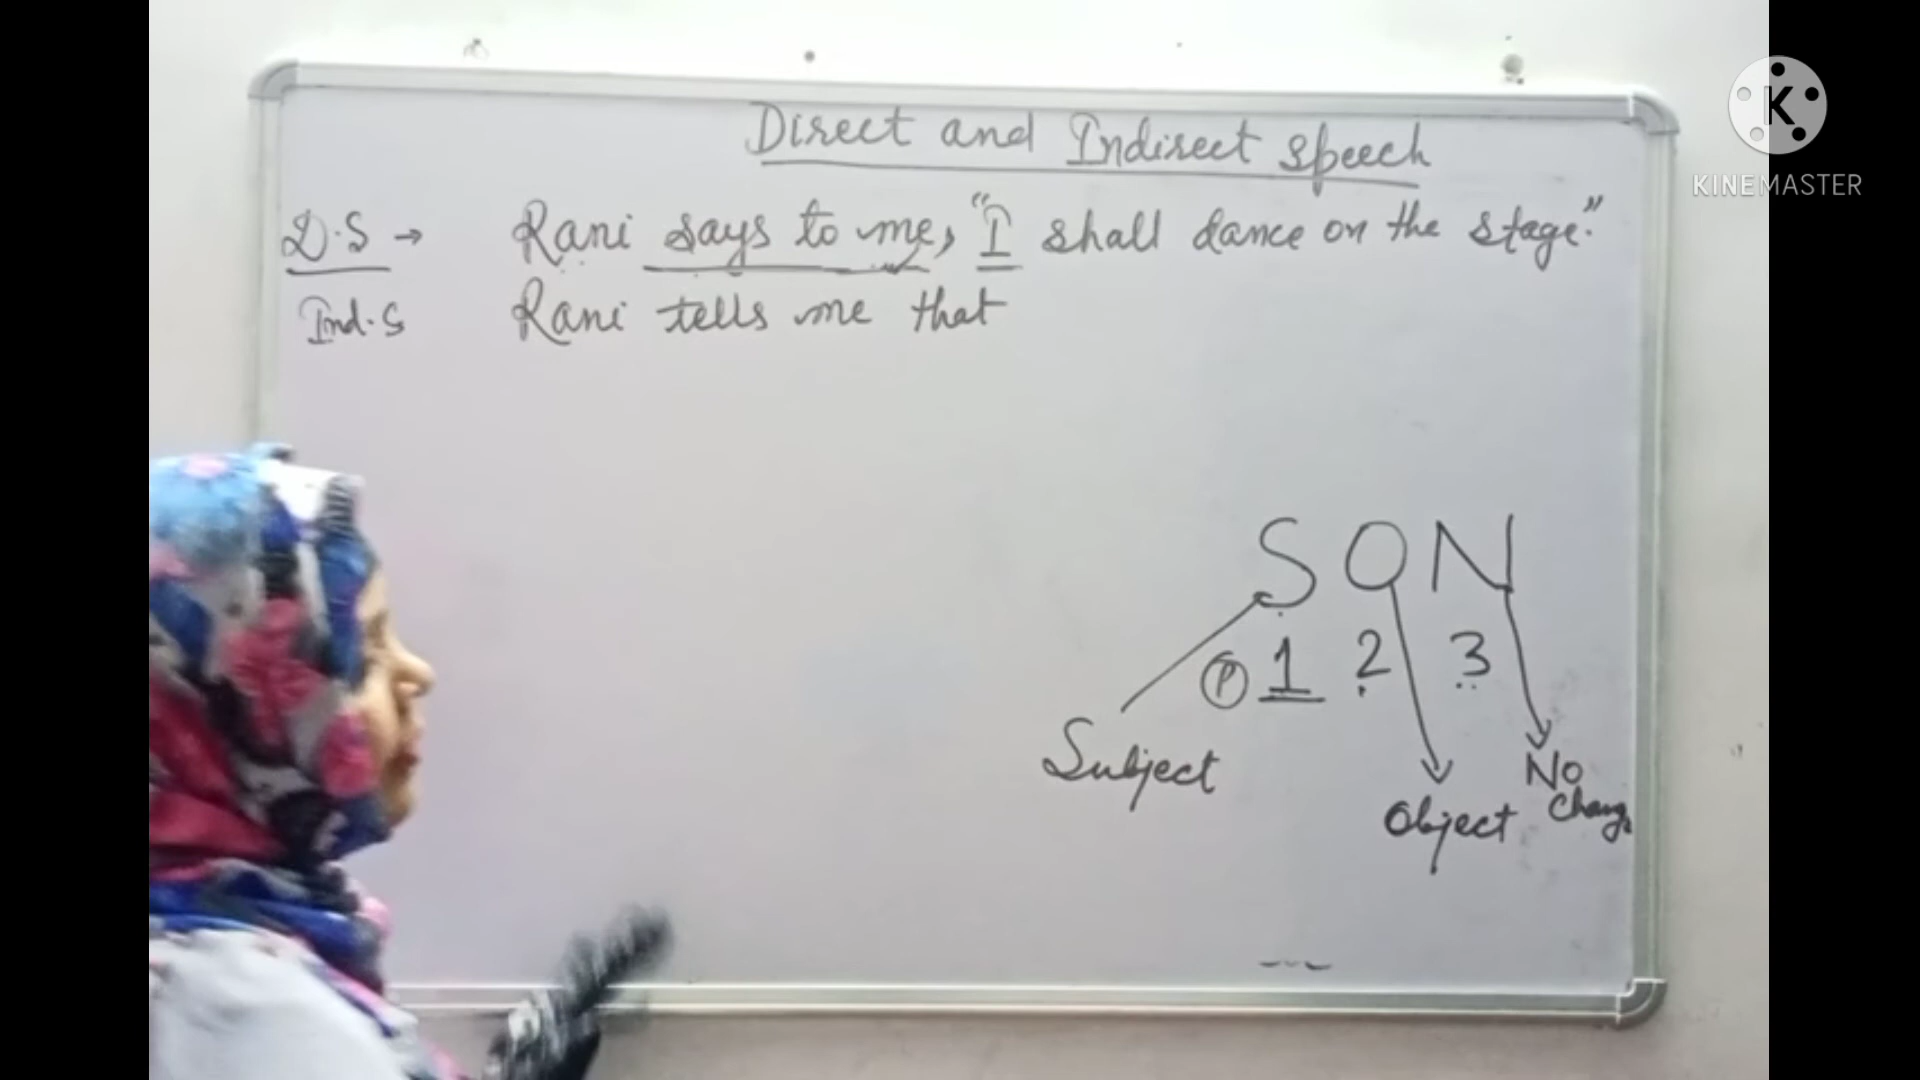 Direct and Indirect speech
D.S → Rani says to me, "I shall dance on the stage."
Ind.S Rani tells me that
S O N
P 1 2 3
Subject
Object
No
Change
K
KINEMASTER